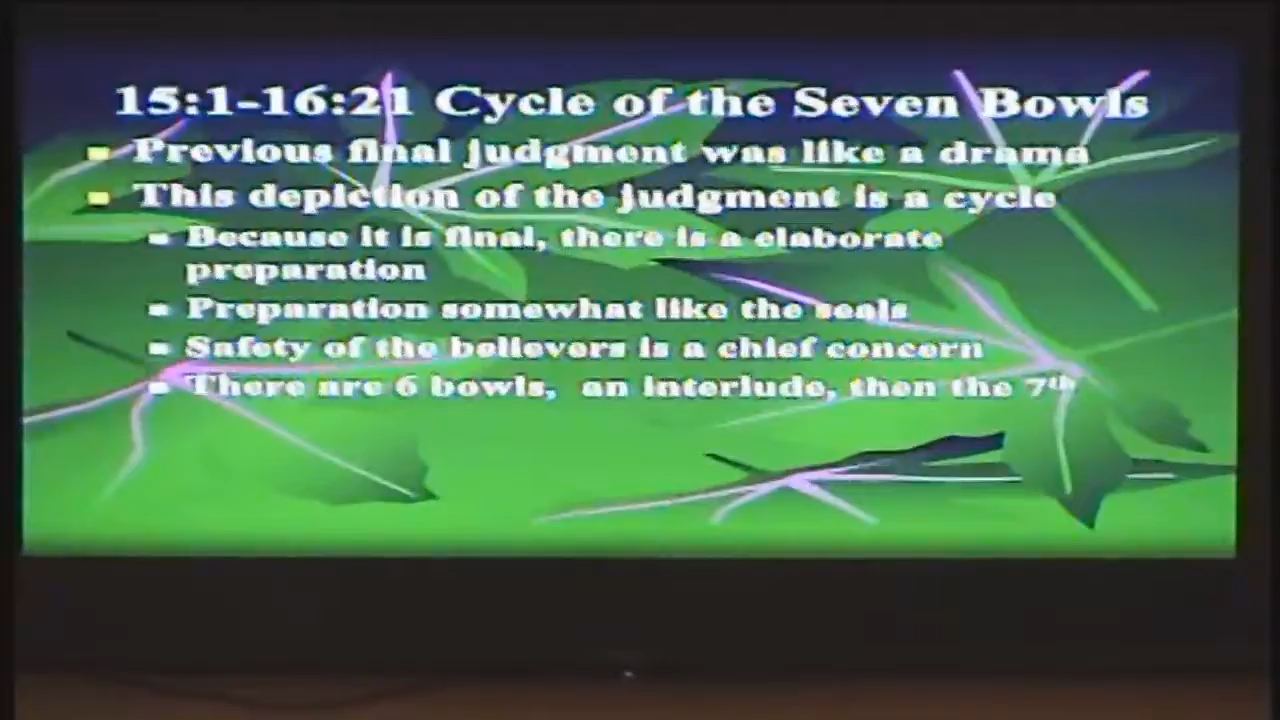 15:1-16:21 Cycle of the Seven Bowls
Previous final judgment was like a drama
This depiction of the judgment is a cycle
Because it is final, there is a elaborate
preparation
Preparation somewhat like the seals
Safety of the believers is a chief concern
There are 6 bowls, an interlude, then the 7th